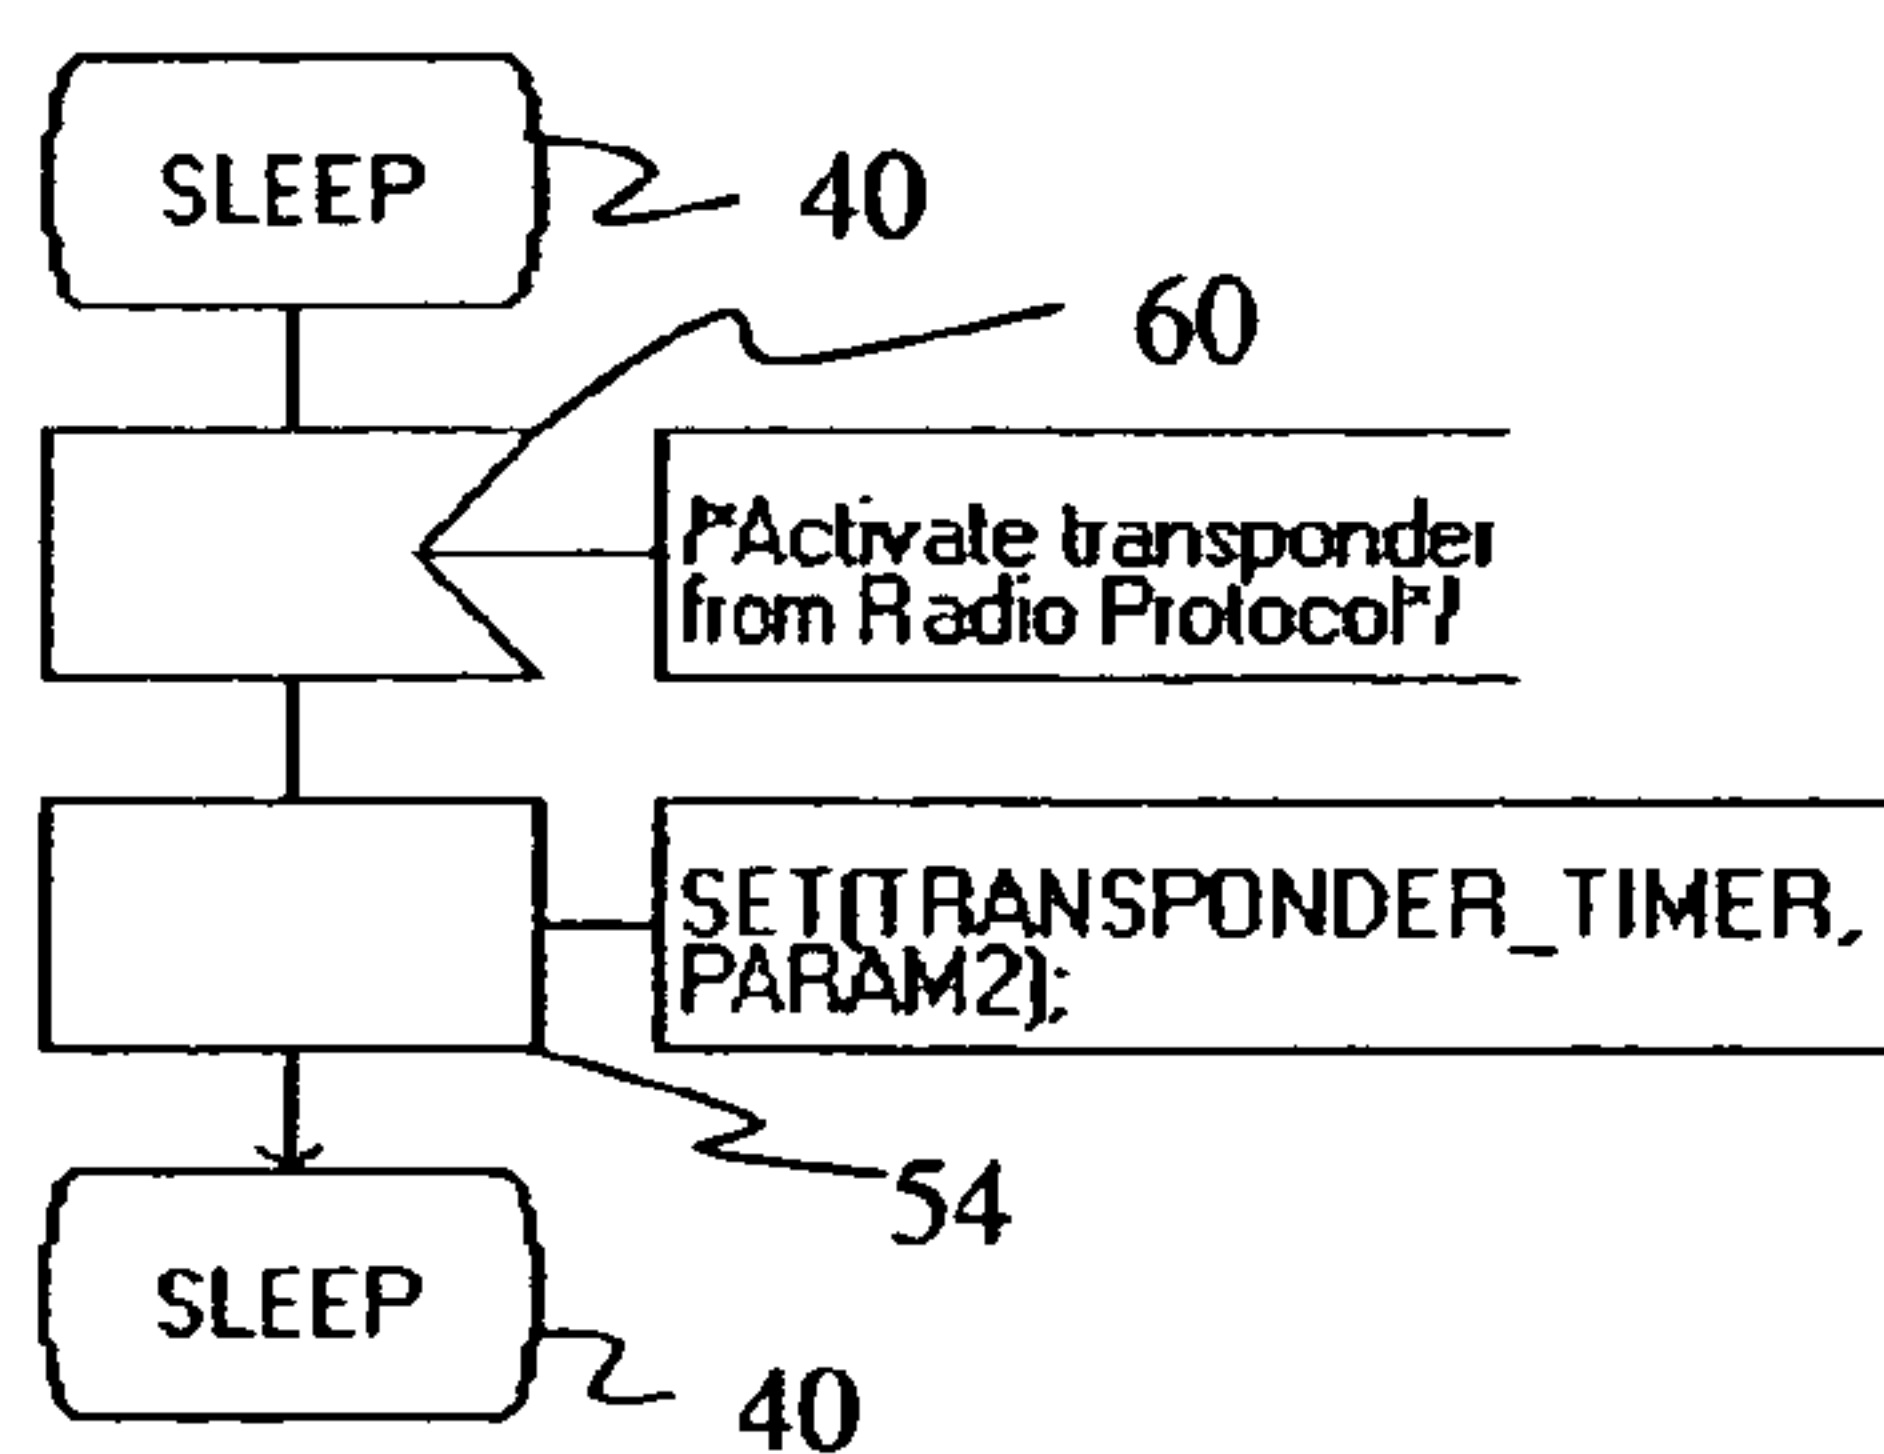 SLEEP
40
60
/*Activate transponder
from Radio Protocol*/
SET(TRANSPONDER_TIMER,
PARAM2);
54
SLEEP
40